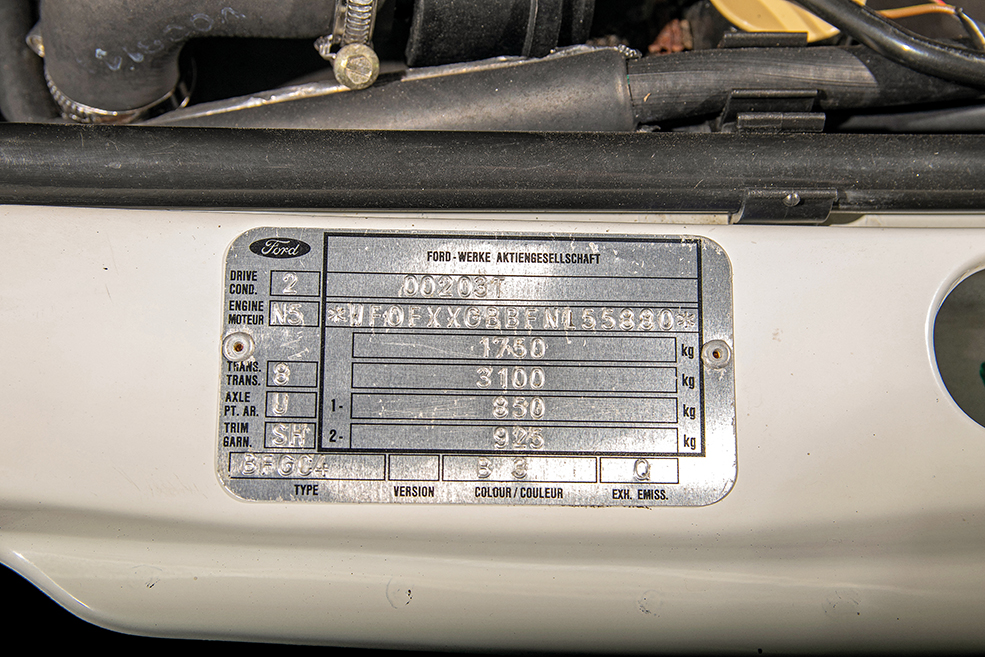 Ford
FORD-WERKE AKTIENGESELLSCHAFT
DRIVE COND. 2
002031
ENGINE MOTEUR N5
*WF0FXXGBBFNL55880*
1750 kg
TRANS. TRANS. 8
3100 kg
AXLE PT. AR. U
1- 850 kg
TRIM GARN. SH
2- 925 kg
BFGC4 B 3 Q
TYPE VERSION COLOUR/COULEUR EXH. EMISS.